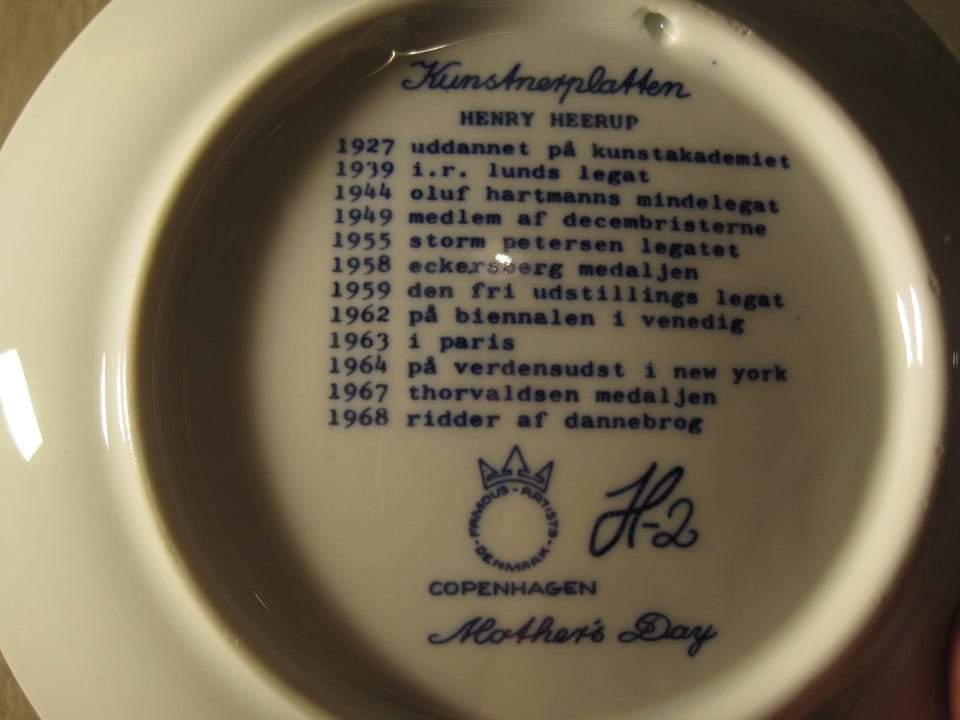 Kunstnerplatten
HENRY HEERUP
1927 uddannet på kunstakademiet
1939 i.r. lunds legat
1944 oluf hartmanns mindelegat
1949 medlem af decembristerne
1955 storm petersen legatet
1958 eckersberg medaljen
1959 den fri udstillings legat
1962 på biennalen i venedig
1963 i paris
1964 på verdensudst i new york
1967 thorvaldsen medaljen
1968 ridder af dannebrog
FAMOUS-ARTISTS-DENMARK-
H-2
COPENHAGEN
Mother's Day